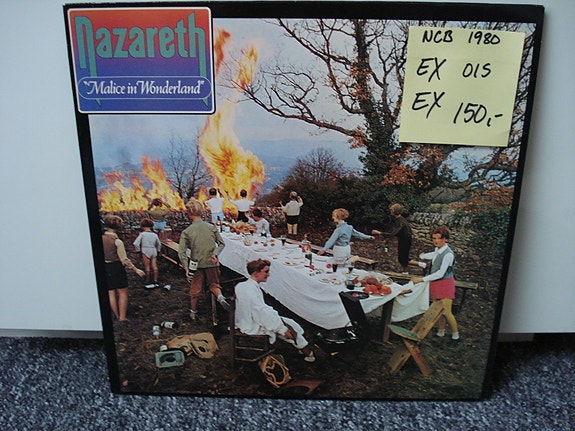 Nazareth
"Malice in Wonderland"
NCB 1980
EX OIS
EX 150,-